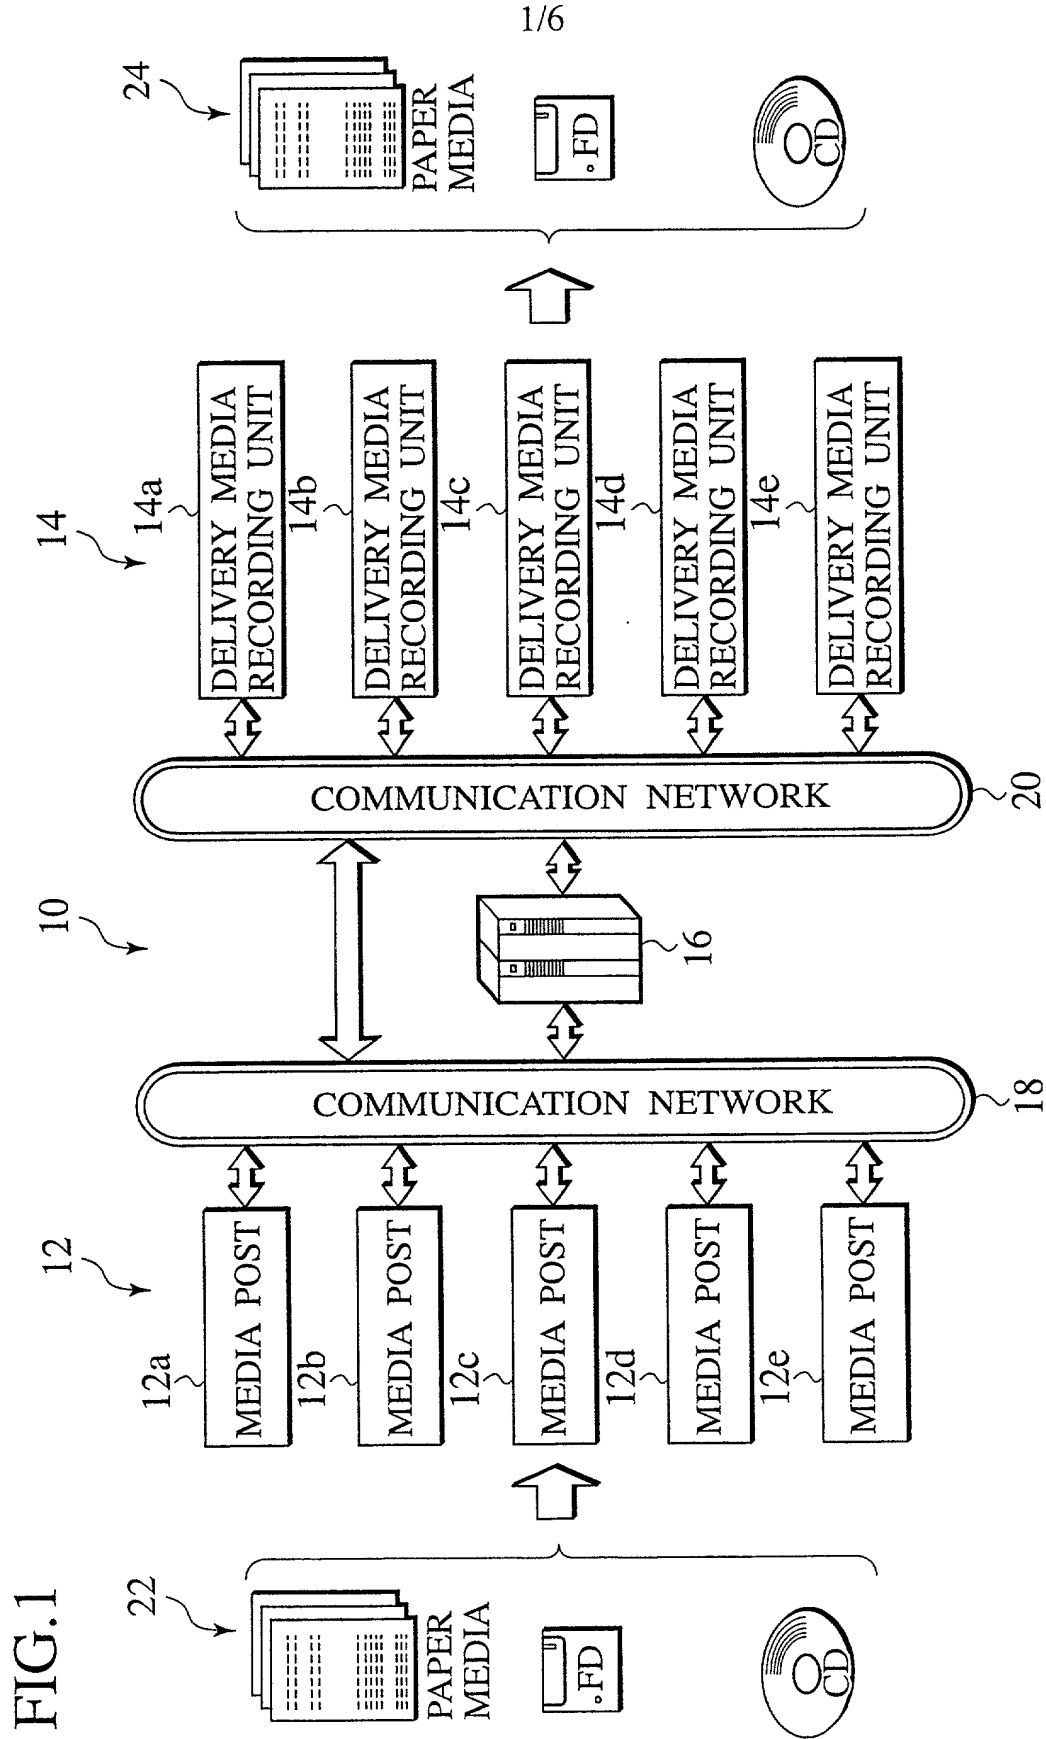 1/6
FIG.1
22
PAPER
MEDIA
.FD
CD
12
12a
MEDIA POST
12b
MEDIA POST
12c
MEDIA POST
12d
MEDIA POST
12e
MEDIA POST
10
COMMUNICATION NETWORK
18
16
COMMUNICATION NETWORK
20
14
14a
DELIVERY MEDIA
RECORDING UNIT
14b
DELIVERY MEDIA
RECORDING UNIT
14c
DELIVERY MEDIA
RECORDING UNIT
14d
DELIVERY MEDIA
RECORDING UNIT
14e
DELIVERY MEDIA
RECORDING UNIT
24
PAPER
MEDIA
.FD
CD